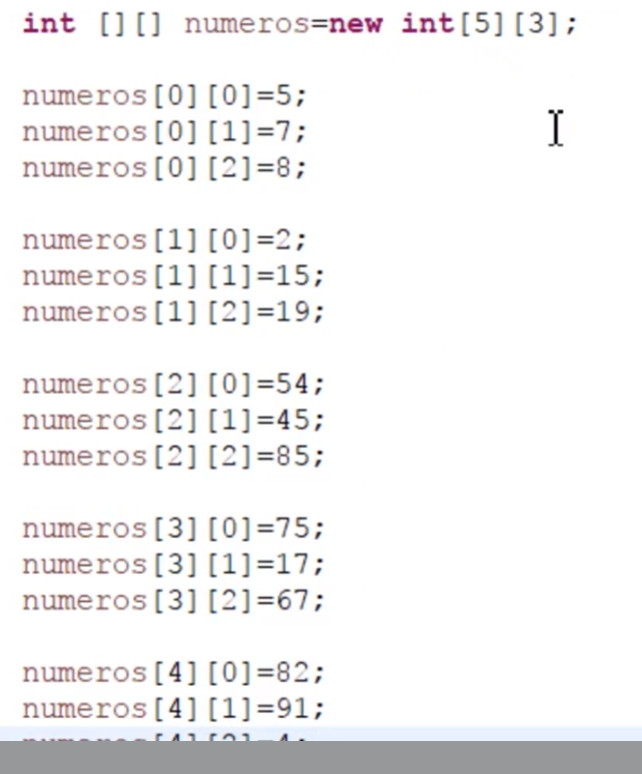 int [][] numeros=new int[5][3];
numeros[0][0]=5;
numeros[0][1]=7;
numeros[0][2]=8;
numeros[1][0]=2;
numeros[1][1]=15;
numeros[1][2]=19;
numeros[2][0]=54;
numeros[2][1]=45;
numeros[2][2]=85;
numeros[3][0]=75;
numeros[3][1]=17;
numeros[3][2]=67;
numeros[4][0]=82;
numeros[4][1]=91;